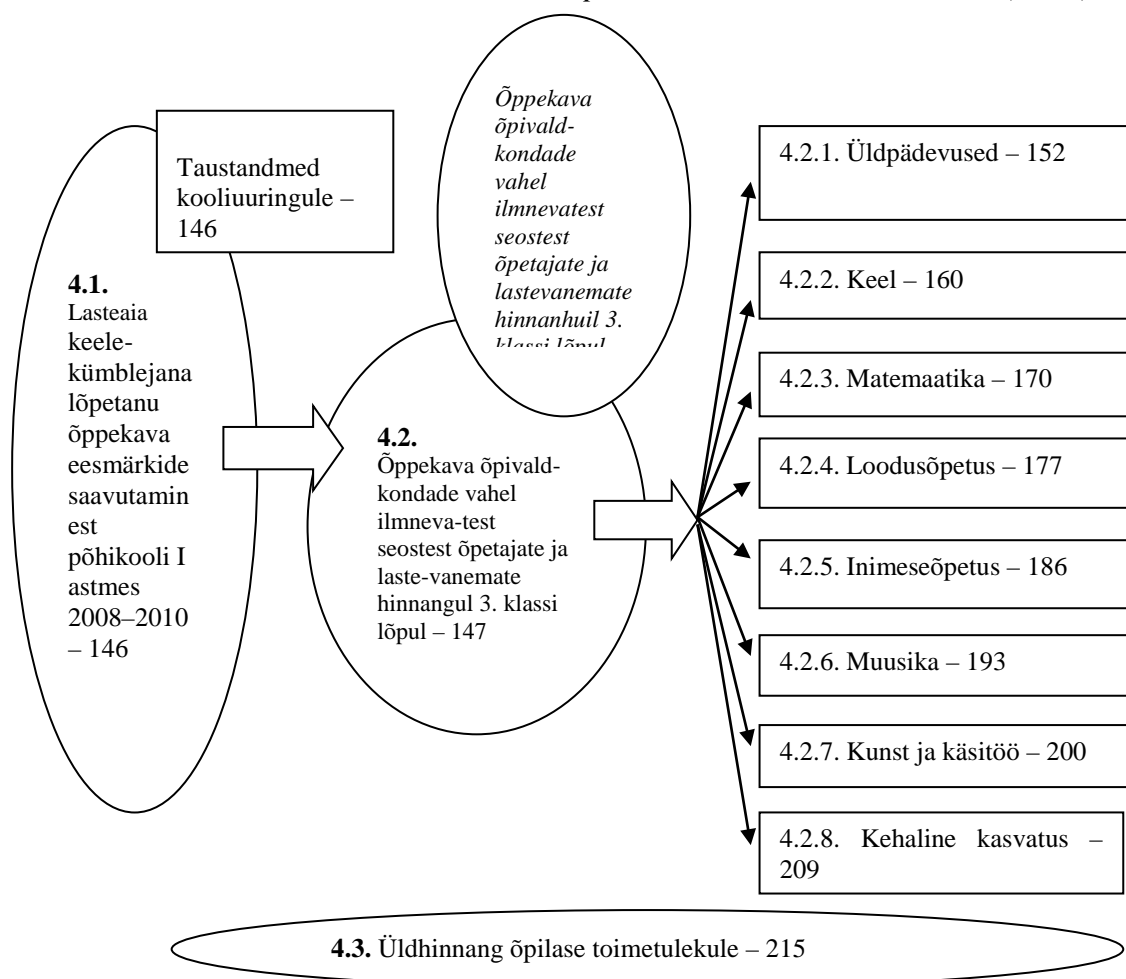 Taustandmed
kooliuuringule –
146
4.1.
Lasteaia
keele-
kümblejana
lõpetanu
õppekava
eesmärkide
saavutamin
est
põhikooli I
astmes
2008–2010
– 146
Õppekava
õpivald-
kondade
vahel
ilmnevatest
seostest
õpetajate ja
lastevanemate
hinnanhuil 3.
klassi lõpul
4.2.
Õppekava õpivald-
kondade vahel
ilmneva-test
seostest õpetajate ja
laste-vanemate
hinnangul 3. klassi
lõpul – 147
4.2.1. Üldpädevused – 152
4.2.2. Keel – 160
4.2.3. Matemaatika – 170
4.2.4. Loodusõpetus – 177
4.2.5. Inimeseõpetus – 186
4.2.6. Muusika – 193
4.2.7. Kunst ja käsitöö – 200
4.2.8. Kehaline kasvatus –
209
4.3. Üldhinnang õpilase toimetulekule – 215